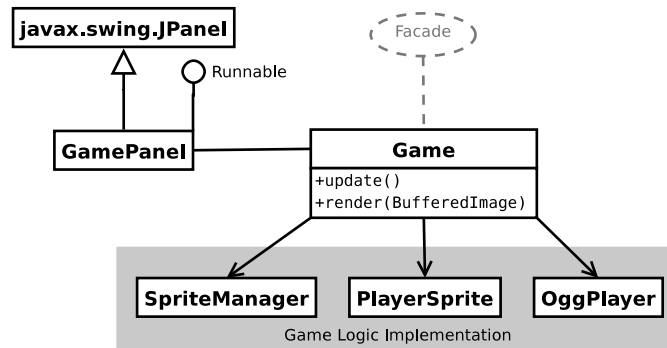 javax.swing.JPanel
Facade
Runnable
GamePanel
Game
+update()
+render(BufferedImage)
SpriteManager
PlayerSprite
OggPlayer
Game Logic Implementation